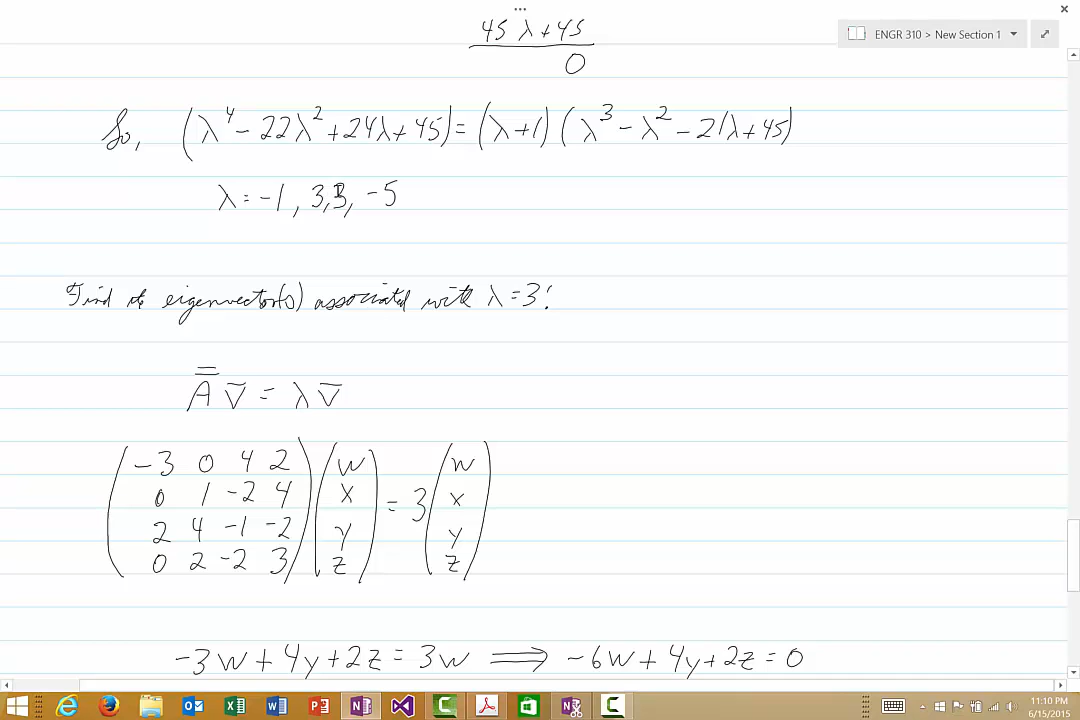 45 λ+45
ENGR 310 > New Section 1
0
So, (λ⁴ - 22λ² + 24λ + 45) = (λ+1) (λ³ - λ² - 21λ + 45)
λ = -1, 3, 3, -5
Find the eigenvector(s) associated with λ = 3:
A̿ v̅ = λ v̅
-3 0 4 2 w w
0 1 -2 4 x = 3 x
2 4 -1 -2 y y
0 2 -2 3 z z
-3w + 4y + 2z = 3w ⟹ -6w + 4y + 2z = 0
11:10 PM
6/15/2015